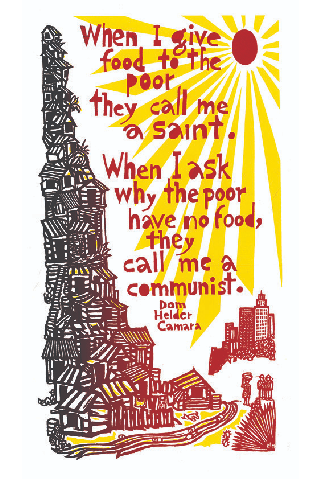 When I give
food to the
poor
they call me
a saint.
When I ask
why the poor
have no food,
they
call me a
communist.
Dom
Helder
Camara